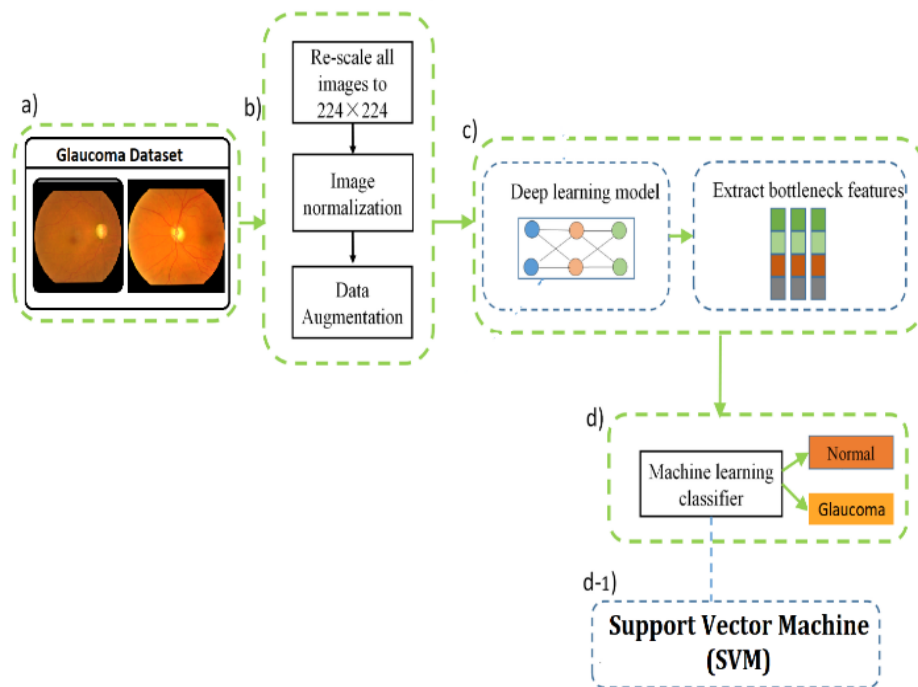 a)
Glaucoma Dataset
b)
Re-scale all
images to
224×224
Image
normalization
Data
Augmentation
c)
Deep learning model
Extract bottleneck features
d)
Machine learning
classifier
Normal
Glaucoma
d-1)
Support Vector Machine
(SVM)